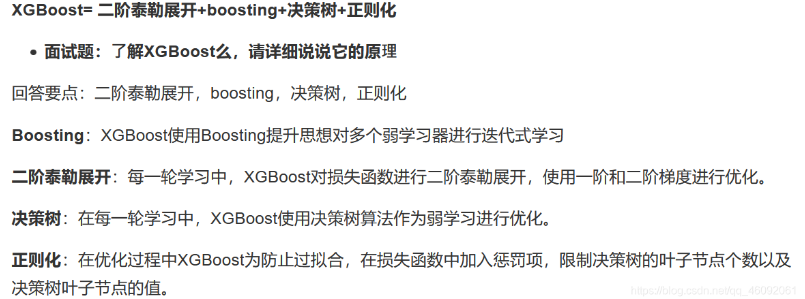 XGBoost= 二阶泰勒展开+boosting+决策树+正则化
• 面试题：了解XGBoost么，请详细说说它的原理
回答要点：二阶泰勒展开，boosting，决策树，正则化
Boosting：XGBoost使用Boosting提升思想对多个弱学习器进行迭代式学习
二阶泰勒展开：每一轮学习中，XGBoost对损失函数进行二阶泰勒展开，使用一阶和二阶梯度进行优化。
决策树：在每一轮学习中，XGBoost使用决策树算法作为弱学习进行优化。
正则化：在优化过程中XGBoost为防止过拟合，在损失函数中加入惩罚项，限制决策树的叶子节点个数以及
决策树叶子节点的值。
https://blog.csdn.net/qq_46092061